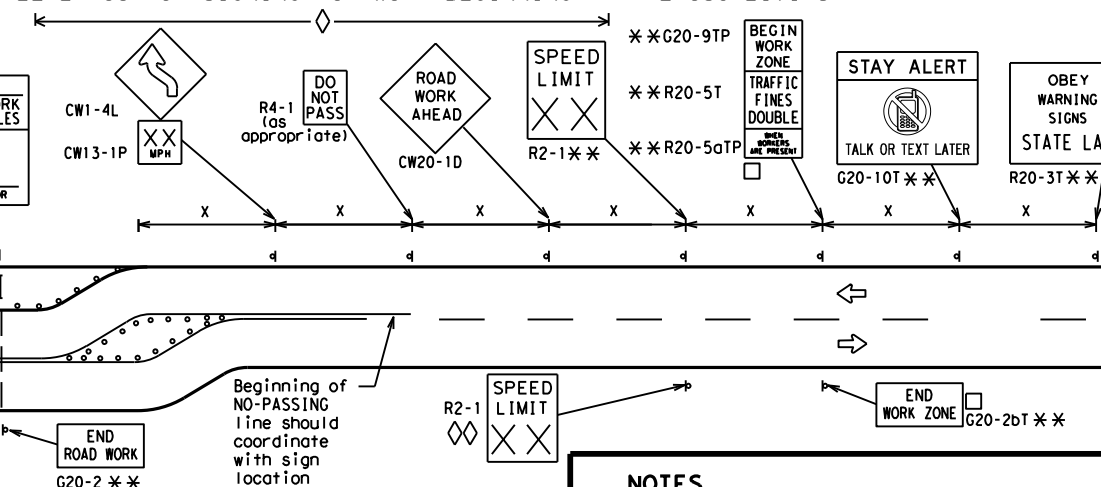 CW1-4L
CW13-1P
XX
MPH
R4-1
(as
appropriate)
DO
NOT
PASS
ROAD
WORK
AHEAD
CW20-1D
SPEED
LIMIT
XX
R2-1**
**G20-9TP
**R20-5T
**R20-5aTP
BEGIN
WORK
ZONE
TRAFFIC
FINES
DOUBLE
WHEN
WORKERS
ARE PRESENT
STAY ALERT
TALK OR TEXT LATER
G20-10T**
OBEY
WARNING
SIGNS
STATE LA
R20-3T**
X X X X X X X
Beginning of
NO-PASSING
line should
coordinate
with sign
location
R2-1
SPEED
LIMIT
XX
END
WORK ZONE
G20-2bT**
END
ROAD WORK
G20-2**
NOTES